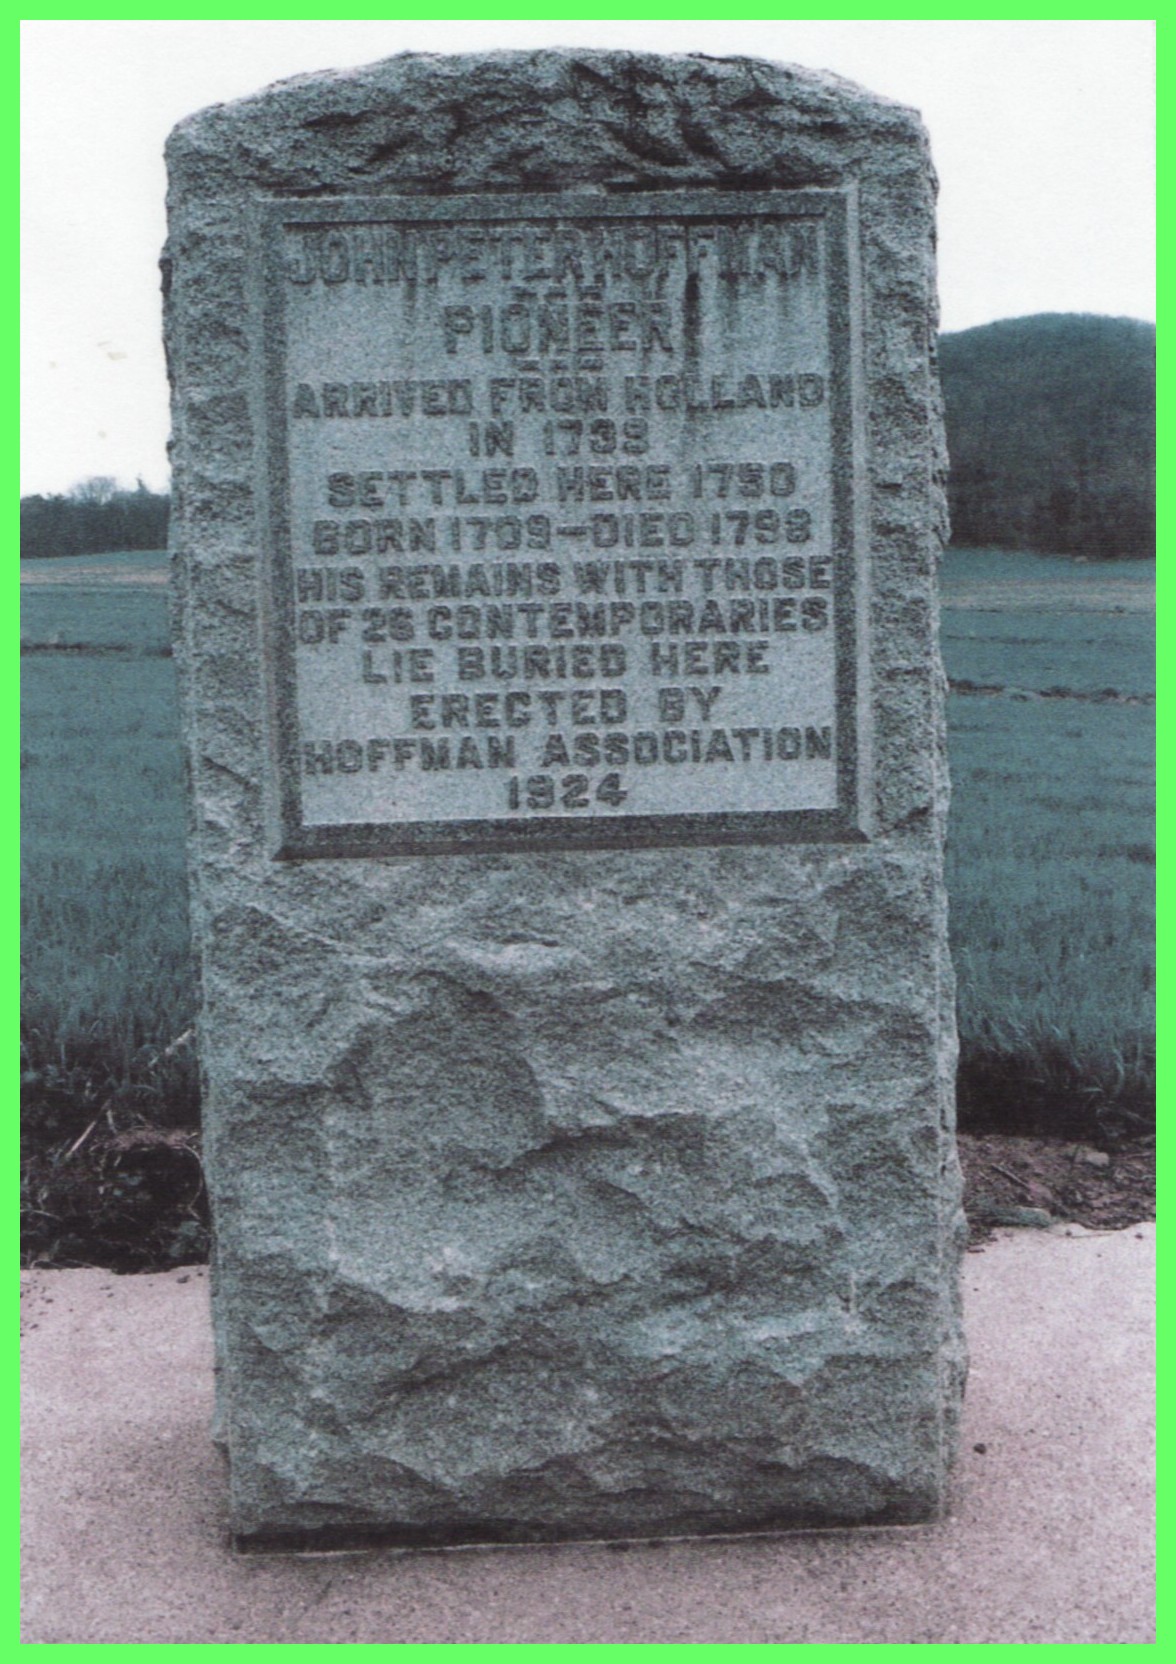 JOHN PETER HOFFMAN
PIONEER
ARRIVED FROM HOLLAND
IN 1739
SETTLED HERE 1750
BORN 1709—DIED 1798
HIS REMAINS WITH THOSE
OF 26 CONTEMPORARIES
LIE BURIED HERE
ERECTED BY
HOFFMAN ASSOCIATION
1924